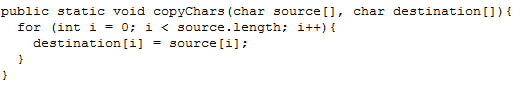 public static void copyChars(char source[], char destination[]){
  for (int i = 0; i < source.length; i++){
    destination[i] = source[i];
  }
}